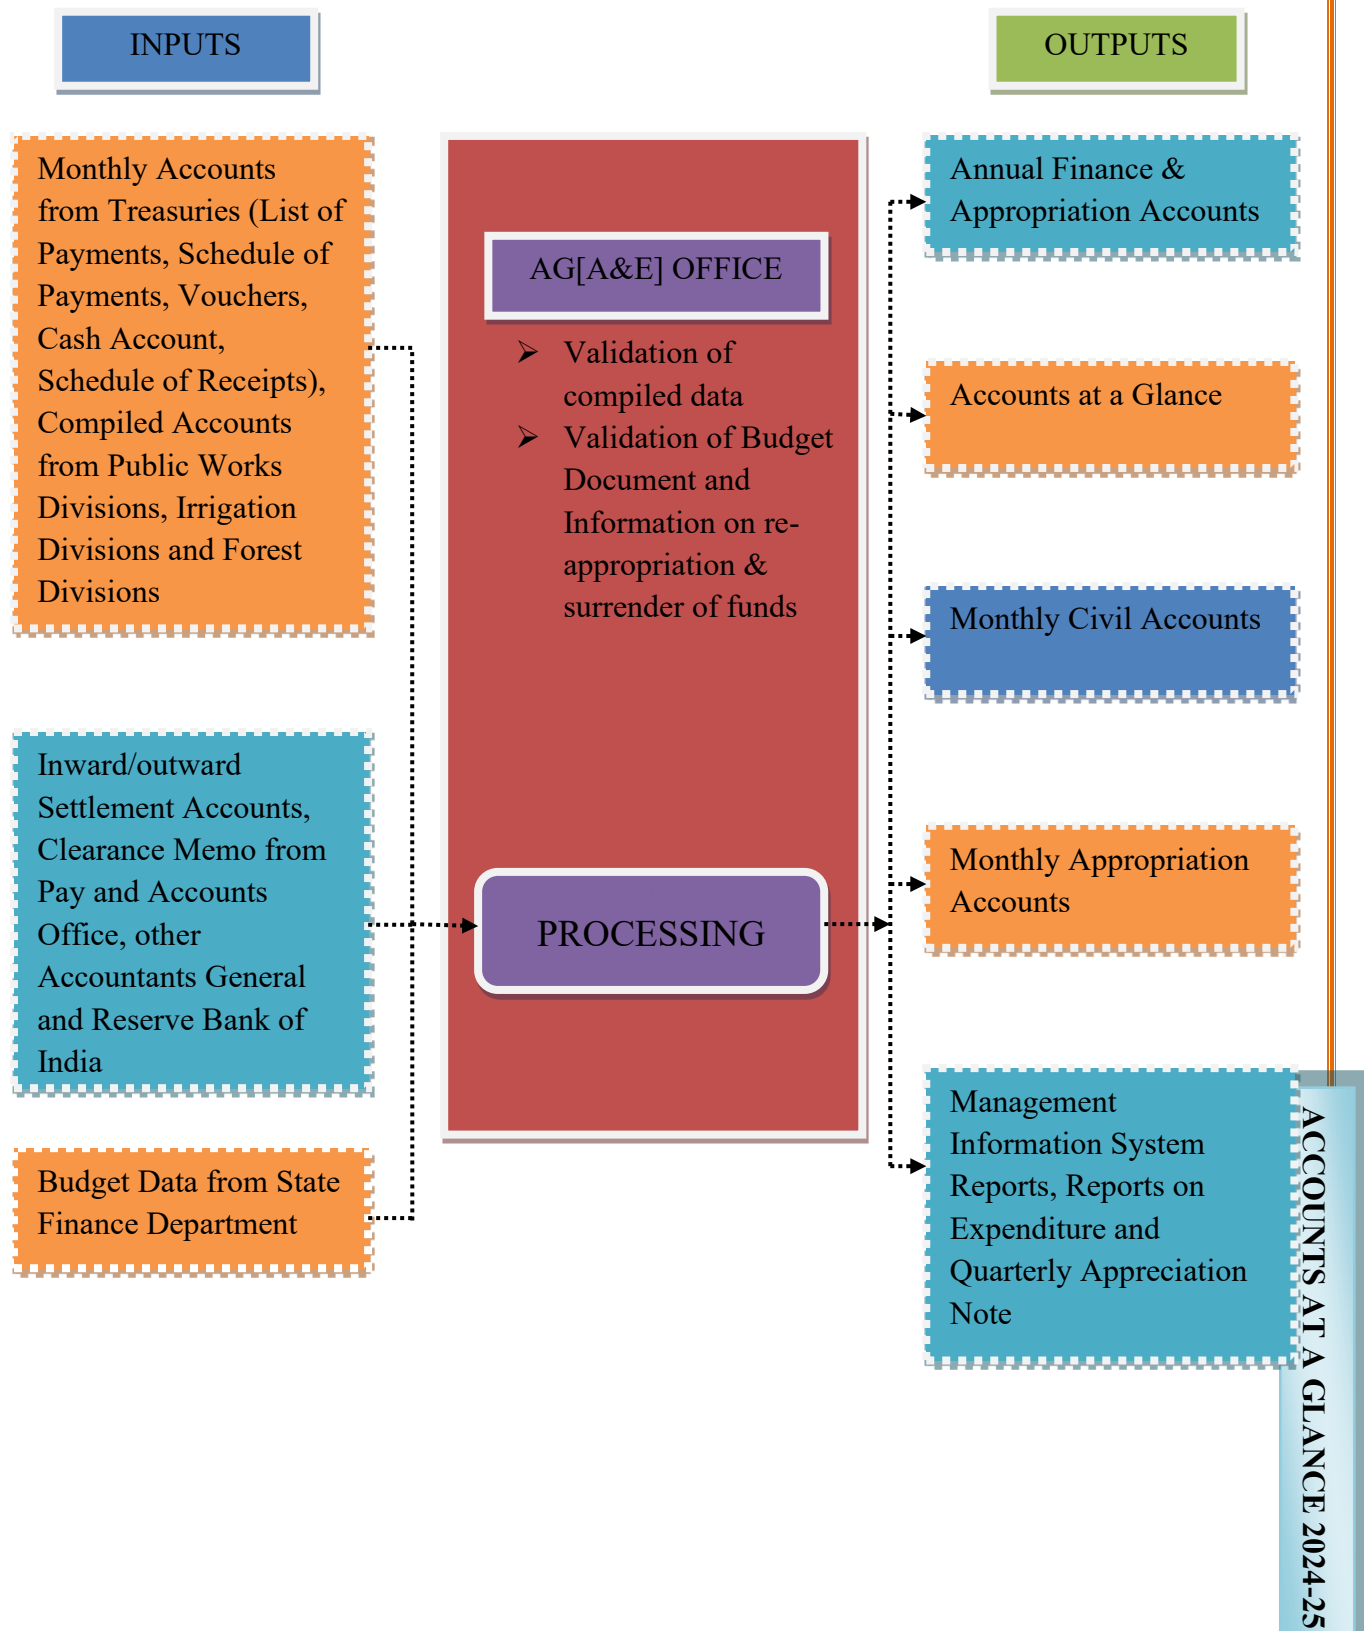 INPUTS
OUTPUTS
Monthly Accounts
from Treasuries (List of
Payments, Schedule of
Payments, Vouchers,
Cash Account,
Schedule of Receipts),
Compiled Accounts
from Public Works
Divisions, Irrigation
Divisions and Forest
Divisions
Inward/outward
Settlement Accounts,
Clearance Memo from
Pay and Accounts
Office, other
Accountants General
and Reserve Bank of
India
Budget Data from State
Finance Department
AG[A&E] OFFICE
➢ Validation of
compiled data
➢ Validation of Budget
Document and
Information on re-
appropriation &
surrender of funds
PROCESSING
Annual Finance &
Appropriation Accounts
Accounts at a Glance
Monthly Civil Accounts
Monthly Appropriation
Accounts
Management
Information System
Reports, Reports on
Expenditure and
Quarterly Appreciation
Note
ACCOUNTS AT A GLANCE 2024-25